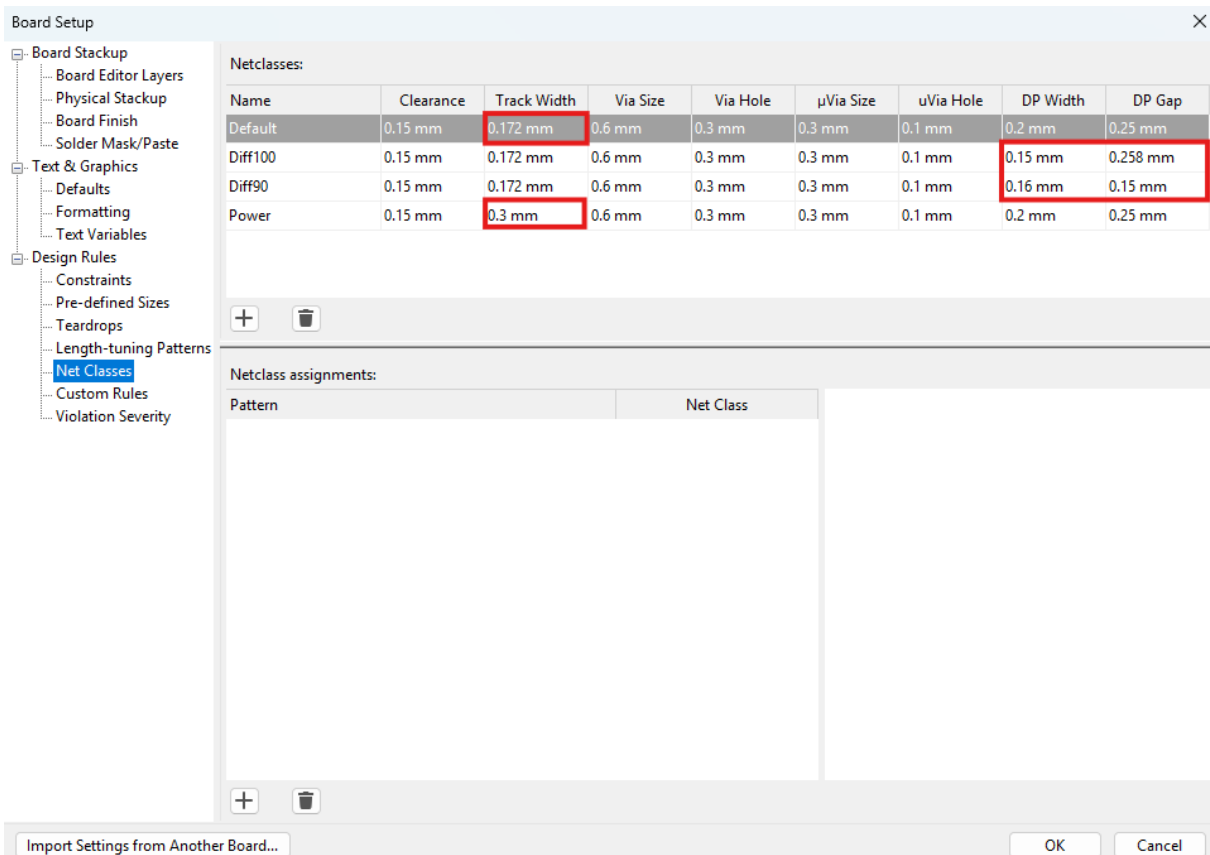 Board Setup
Board Stackup
Board Editor Layers
Physical Stackup
Board Finish
Solder Mask/Paste
Text & Graphics
Defaults
Formatting
Text Variables
Design Rules
Constraints
Pre-defined Sizes
Teardrops
Length-tuning Patterns
Net Classes
Custom Rules
Violation Severity
Netclasses:
Name Clearance Track Width Via Size Via Hole µVia Size uVia Hole DP Width DP Gap
Default 0.15 mm 0.172 mm 0.6 mm 0.3 mm 0.3 mm 0.1 mm 0.2 mm 0.25 mm
Diff100 0.15 mm 0.172 mm 0.6 mm 0.3 mm 0.3 mm 0.1 mm 0.15 mm 0.258 mm
Diff90 0.15 mm 0.172 mm 0.6 mm 0.3 mm 0.3 mm 0.1 mm 0.16 mm 0.15 mm
Power 0.15 mm 0.3 mm 0.6 mm 0.3 mm 0.3 mm 0.1 mm 0.2 mm 0.25 mm
Netclass assignments:
Pattern Net Class
Import Settings from Another Board... OK Cancel